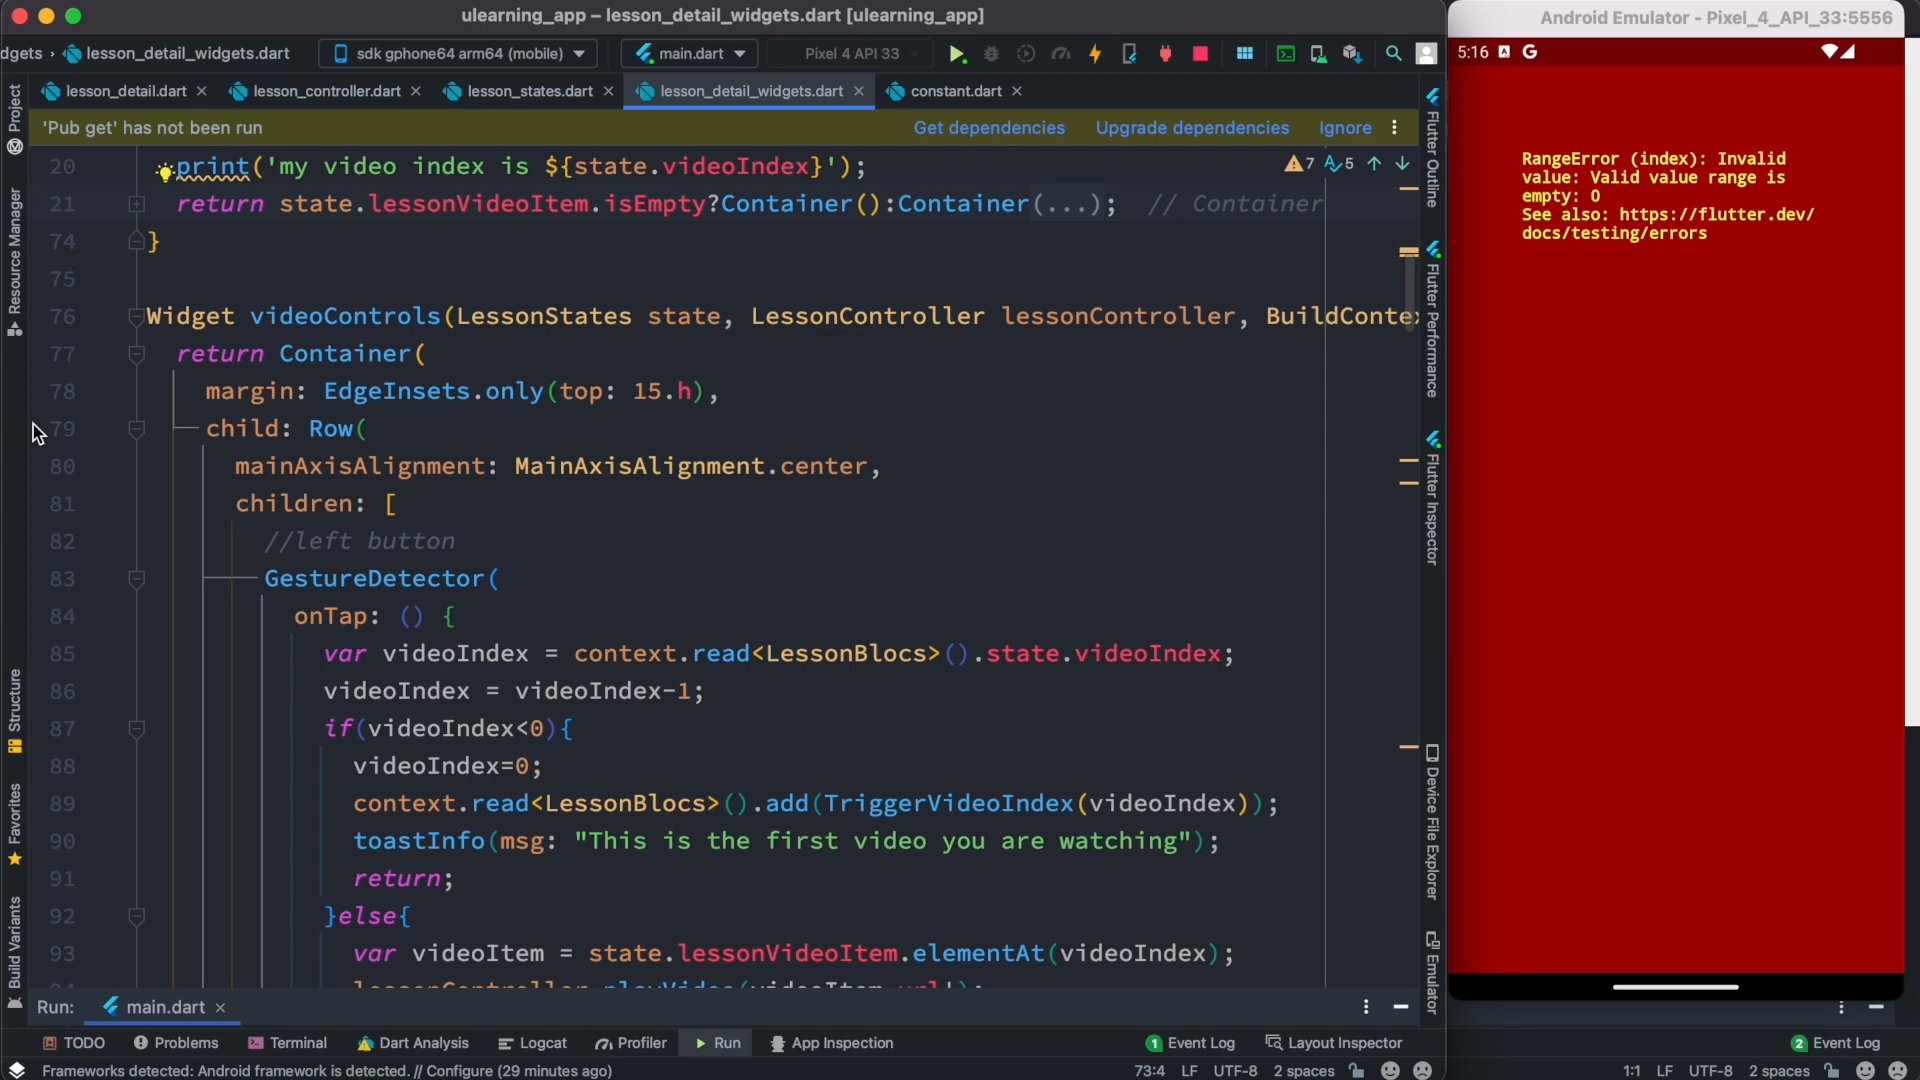 ulearning_app – lesson_detail_widgets.dart [ulearning_app]
Android Emulator - Pixel_4_API_33:5556
dgets › lesson_detail_widgets.dart
sdk gphone64 arm64 (mobile)
main.dart
Pixel 4 API 33
5:16
lesson_detail.dart
lesson_controller.dart
lesson_states.dart
lesson_detail_widgets.dart
constant.dart
'Pub get' has not been run
Get dependencies
Upgrade dependencies
Ignore
7
5
20 print('my video index is ${state.videoIndex}');
21 return state.lessonVideoItem.isEmpty?Container():Container(...); // Container
74 }
75
76 Widget videoControls(LessonStates state, LessonController lessonController, BuildContex
77 return Container(
78 margin: EdgeInsets.only(top: 15.h),
79 child: Row(
80 mainAxisAlignment: MainAxisAlignment.center,
81 children: [
82 //left button
83 GestureDetector(
84 onTap: () {
85 var videoIndex = context.read<LessonBlocs>().state.videoIndex;
86 videoIndex = videoIndex-1;
87 if(videoIndex<0){
88 videoIndex=0;
89 context.read<LessonBlocs>().add(TriggerVideoIndex(videoIndex));
90 toastInfo(msg: "This is the first video you are watching");
91 return;
92 }else{
93 var videoItem = state.lessonVideoItem.elementAt(videoIndex);
RangeError (index): Invalid
value: Valid value range is
empty: 0
See also: https://flutter.dev/
docs/testing/errors
Project
Resource Manager
Structure
Favorites
Build Variants
Flutter Outline
Flutter Performance
Flutter Inspector
Device File Explorer
Emulator
Run:
main.dart
TODO
Problems
Terminal
Dart Analysis
Logcat
Profiler
Run
App Inspection
1 Event Log
Layout Inspector
2 Event Log
Frameworks detected: Android framework is detected. // Configure (29 minutes ago)
73:4 LF UTF-8 2 spaces
1:1 LF UTF-8 2 spaces